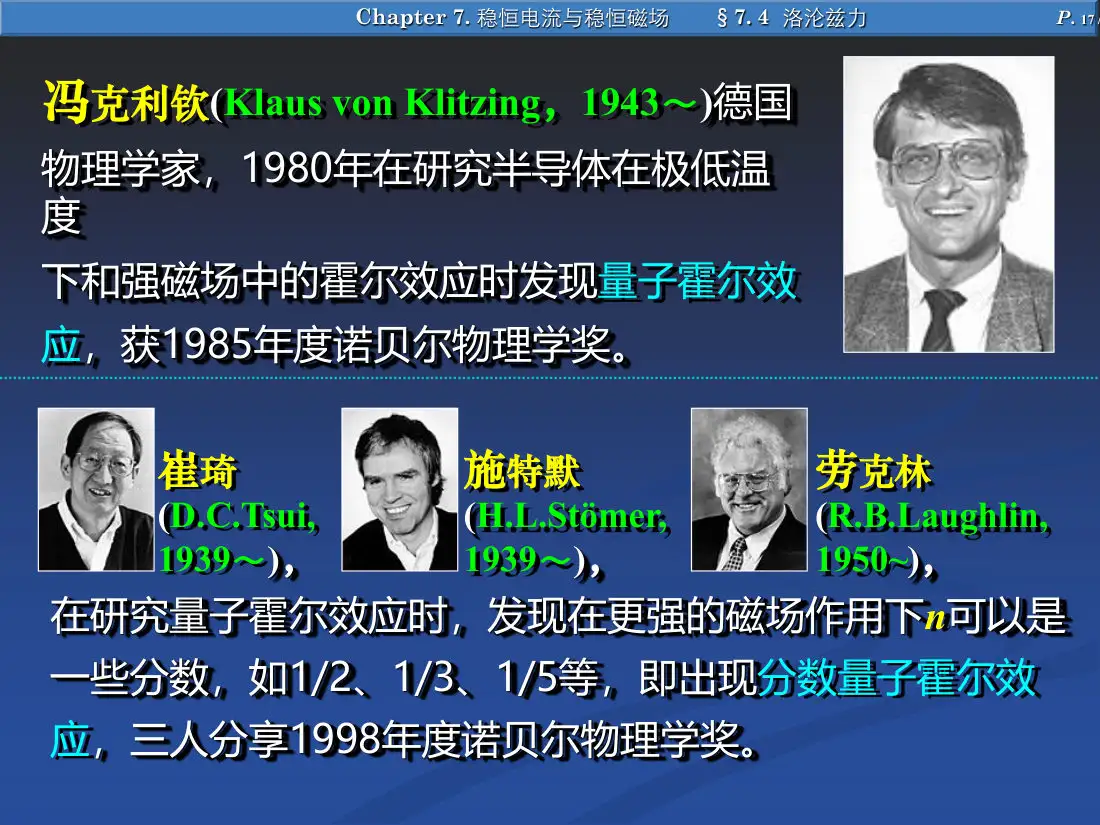 Chapter 7. 稳恒电流与稳恒磁场 §7. 4 洛沦兹力 P. 17/
冯克利钦(Klaus von Klitzing，1943～)德国
物理学家，1980年在研究半导体在极低温
度
下和强磁场中的霍尔效应时发现量子霍尔效
应，获1985年度诺贝尔物理学奖。
崔琦
(D.C.Tsui,
1939～)，
施特默
(H.L.Stömer,
1939～)，
劳克林
(R.B.Laughlin,
1950~)，
在研究量子霍尔效应时，发现在更强的磁场作用下n可以是
一些分数，如1/2、1/3、1/5等，即出现分数量子霍尔效
应，三人分享1998年度诺贝尔物理学奖。